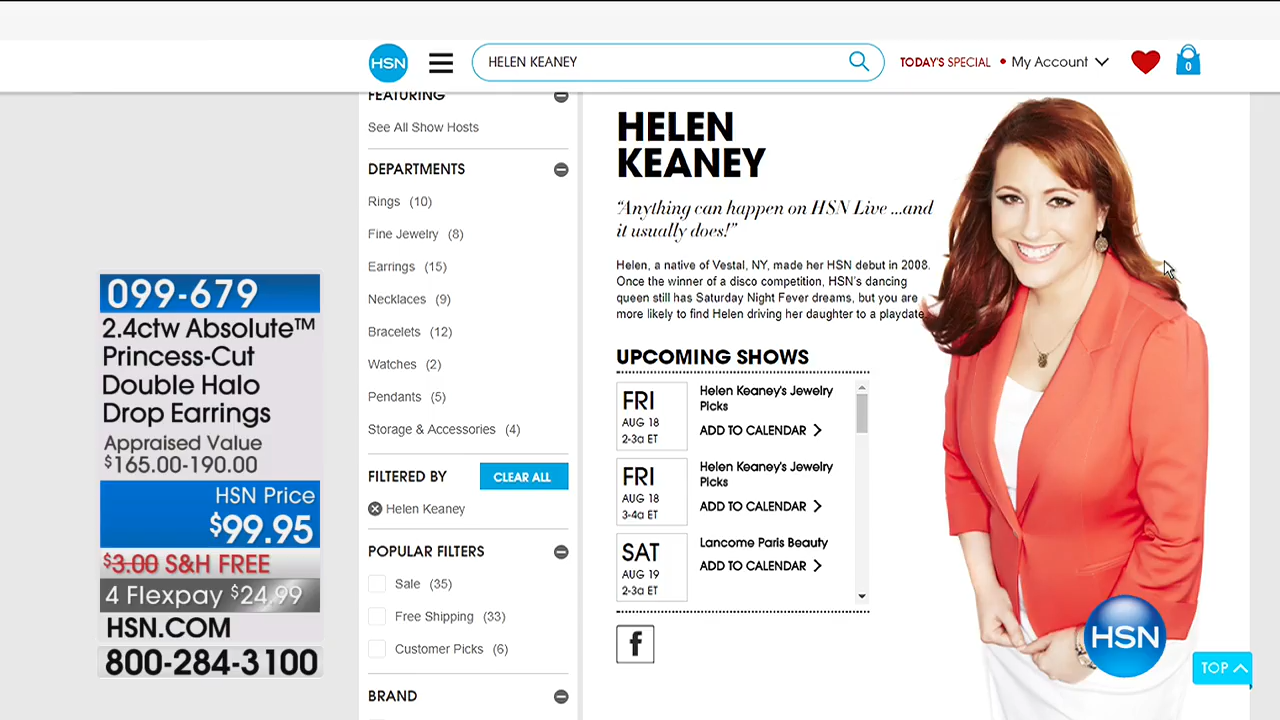 HSN
HELEN KEANEY
TODAY'S SPECIAL
My Account
0
FEATURING
See All Show Hosts
DEPARTMENTS
Rings (10)
Fine Jewelry (8)
Earrings (15)
Necklaces (9)
Bracelets (12)
Watches (2)
Pendants (5)
Storage & Accessories (4)
FILTERED BY
CLEAR ALL
Helen Keaney
POPULAR FILTERS
Sale (35)
Free Shipping (33)
Customer Picks (6)
BRAND
HELEN
KEANEY
“Anything can happen on HSN Live ...and
it usually does!”
Helen, a native of Vestal, NY, made her HSN debut in 2008.
Once the winner of a disco competition, HSN's dancing
queen still has Saturday Night Fever dreams, but you are
more likely to find Helen driving her daughter to a playdate.
UPCOMING SHOWS
FRI
AUG 18
2-3a ET
Helen Keaney's Jewelry
Picks
ADD TO CALENDAR
FRI
AUG 18
3-4a ET
Helen Keaney's Jewelry
Picks
ADD TO CALENDAR
SAT
AUG 19
2-3a ET
Lancome Paris Beauty
ADD TO CALENDAR
f
HSN
TOP
099-679
2.4ctw Absolute™
Princess-Cut
Double Halo
Drop Earrings
Appraised Value
$165.00-190.00
HSN Price
$99.95
$3.00 S&H FREE
4 Flexpay $24.99
HSN.COM
800-284-3100